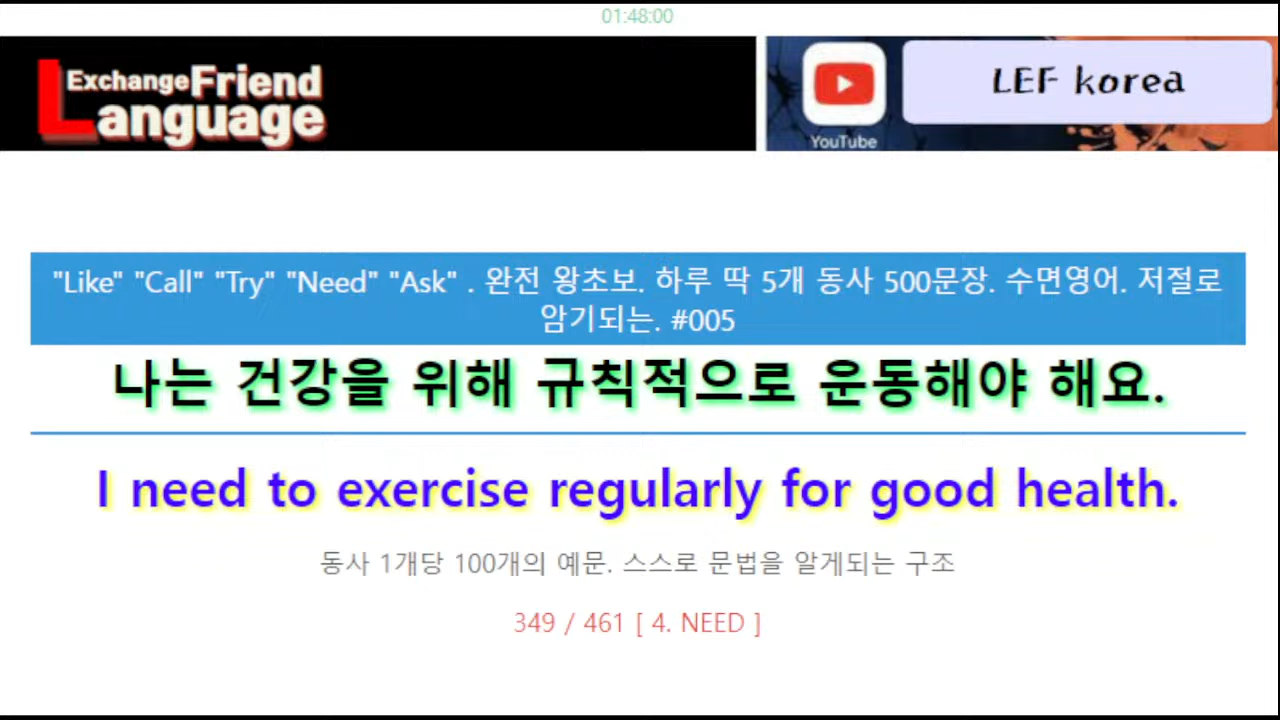 01:48:00
ExchangeFriend
Language
LEF korea
YouTube
"Like" "Call" "Try" "Need" "Ask" . 완전 왕초보. 하루 딱 5개 동사 500문장. 수면영어. 저절로
암기되는. #005
나는 건강을 위해 규칙적으로 운동해야 해요.
I need to exercise regularly for good health.
동사 1개당 100개의 예문. 스스로 문법을 알게되는 구조
349 / 461 [ 4. NEED ]